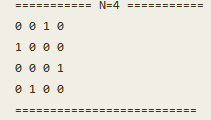 =========== N=4 ===========
0 0 1 0
1 0 0 0
0 0 0 1
0 1 0 0
==========================